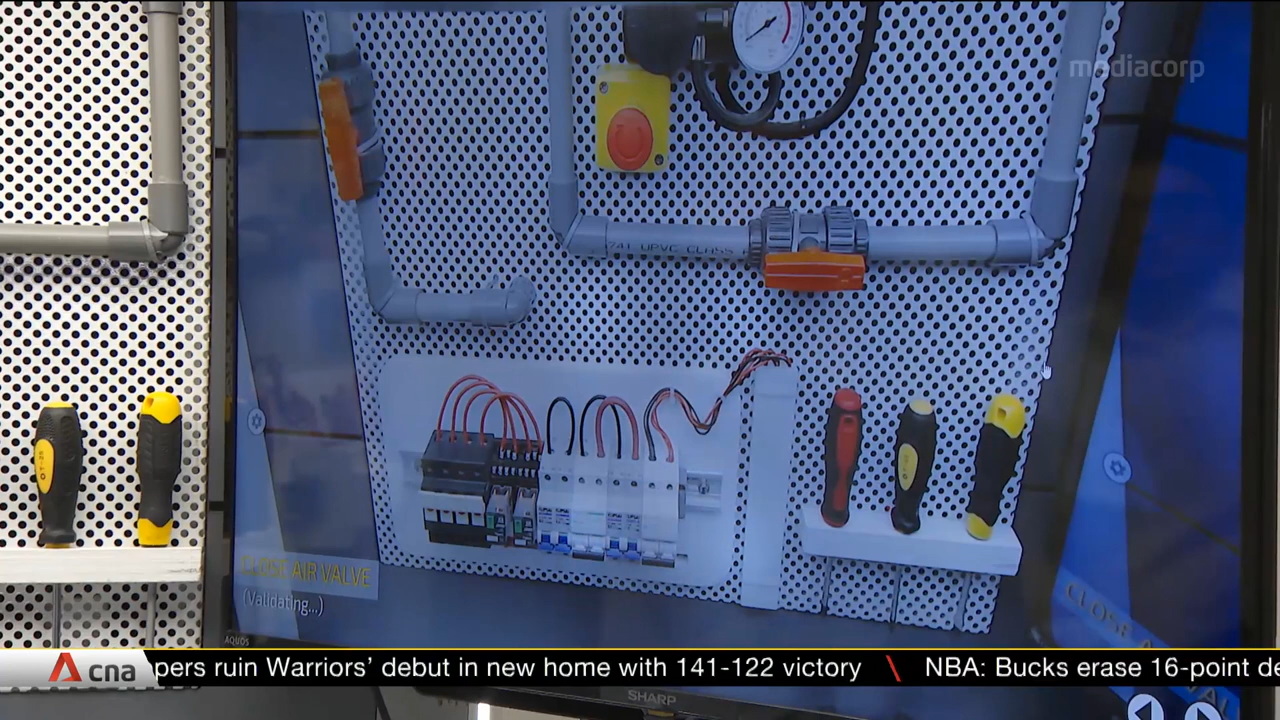 mediacorp
741 UPVC CLASS
CLOSE AIR VALVE
(Validating...)
CLOSE A
AQUOS
cna
pers ruin Warriors' debut in new home with 141-122 victory \ NBA: Bucks erase 16-point de
SHARP